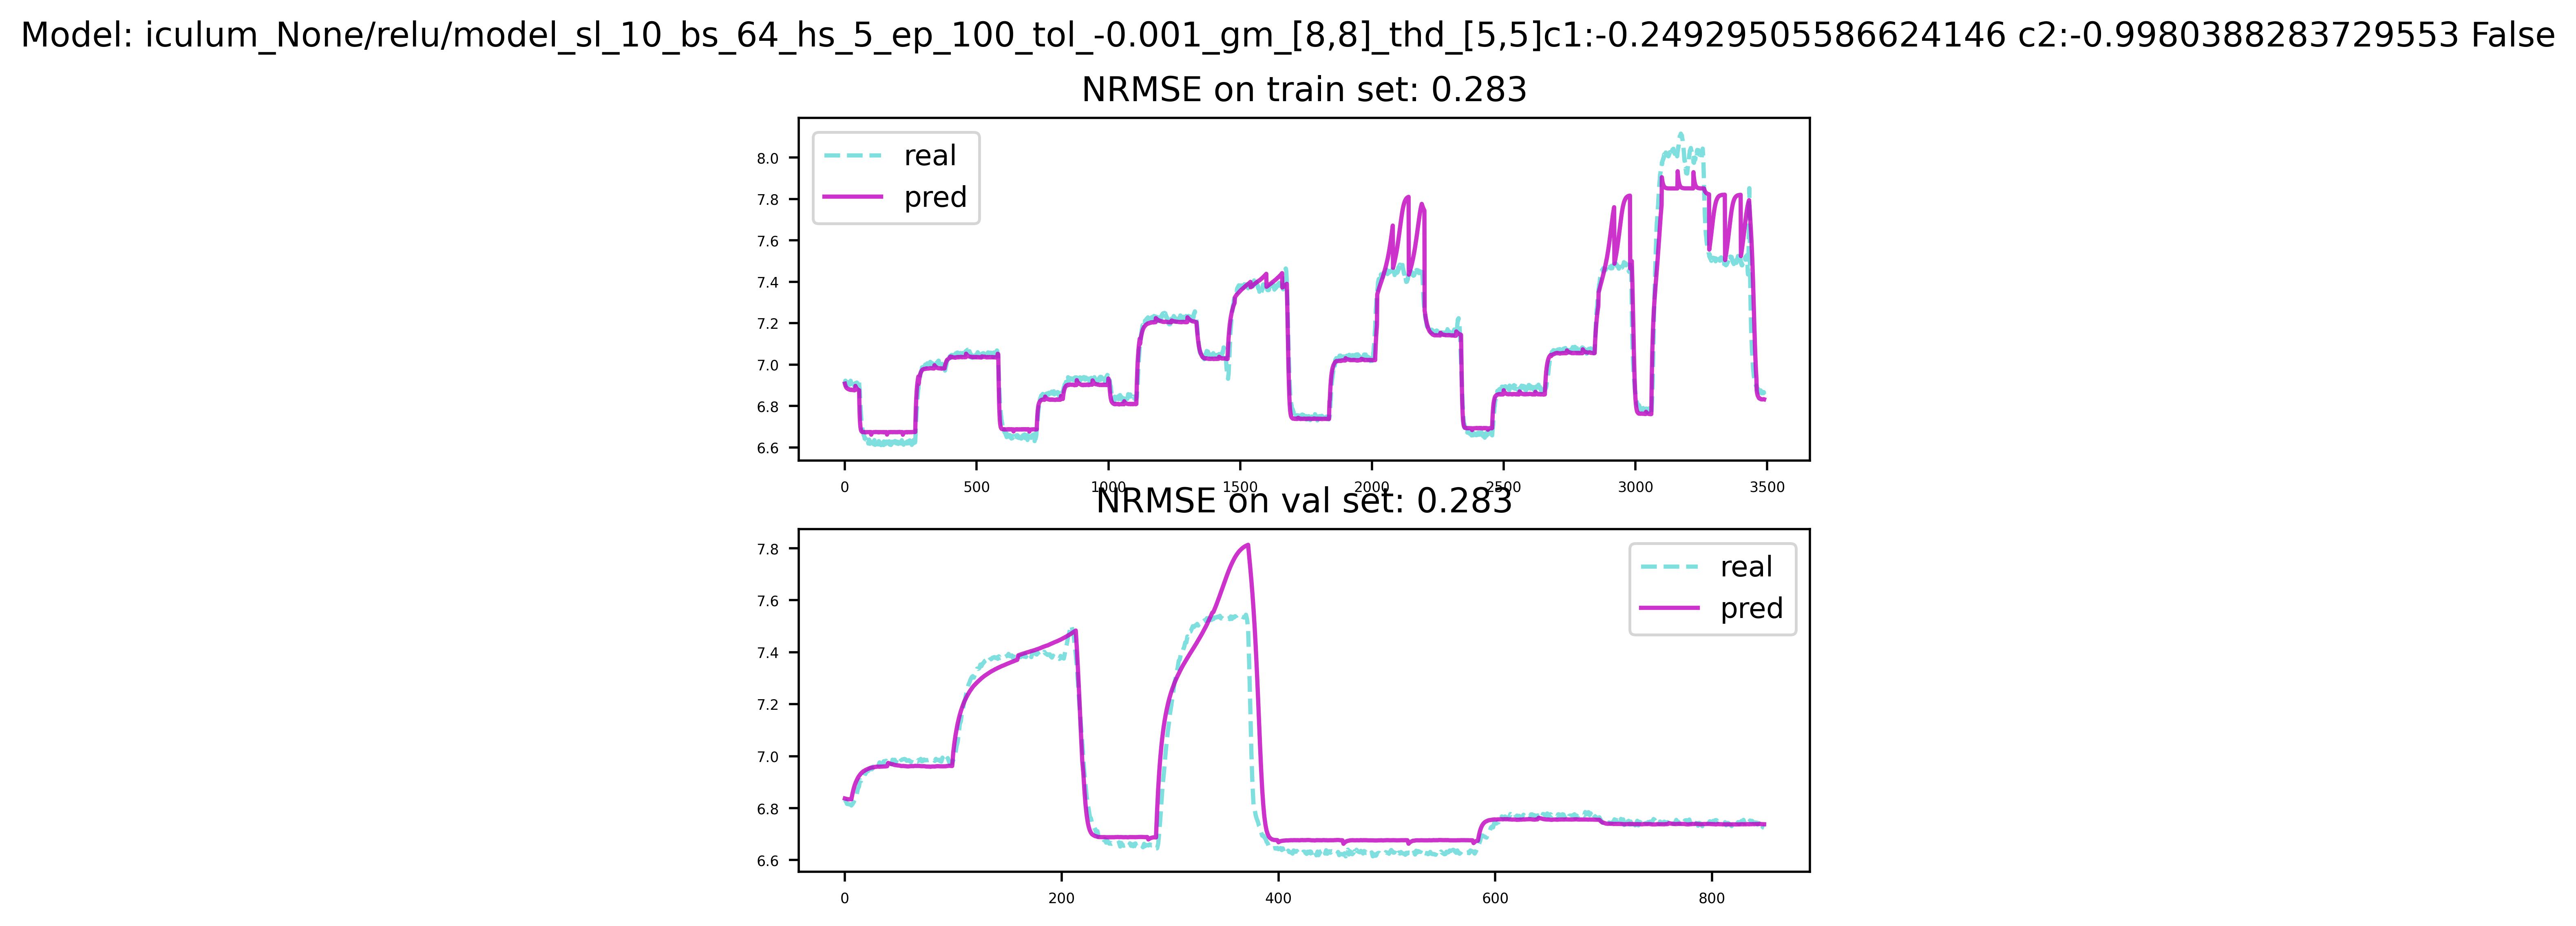 Model: iculum_None/relu/model_sl_10_bs_64_hs_5_ep_100_tol_-0.001_gm_[8,8]_thd_[5,5]c1:-0.24929505586624146 c2:-0.9980388283729553 False
NRMSE on train set: 0.283
real
pred
8.0
7.8
7.6
7.4
7.2
7.0
6.8
6.6
0 500 1000 1500 2000 2500 3000 3500
NRMSE on val set: 0.283
real
pred
7.8
7.6
7.4
7.2
7.0
6.8
6.6
0 200 400 600 800